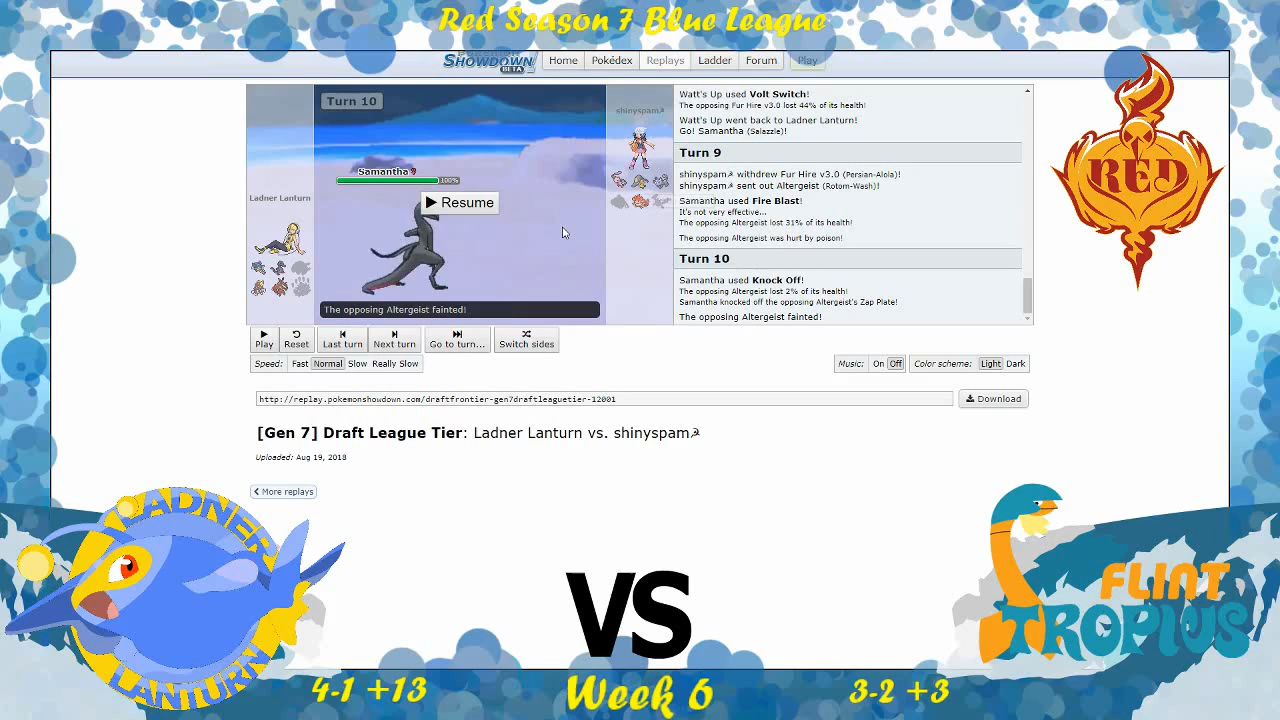 Red Season 7 Blue League
POKÉMON
SHOWDOWN
BETA
Home
Pokédex
Replays
Ladder
Forum
Play
Turn 10
Samantha
100%
Resume
Ladner Lanturn
shinyspam☭
The opposing Altergeist fainted!
Watt's Up used Volt Switch!
The opposing Fur Hire v3.0 lost 44% of its health!
Watt's Up went back to Ladner Lanturn!
Go! Samantha (Salazzle)!
Turn 9
shinyspam☭ withdrew Fur Hire v3.0 (Persian-Alola)!
shinyspam☭ sent out Altergeist (Rotom-Wash)!
Samantha used Fire Blast!
It's not very effective...
The opposing Altergeist lost 31% of its health!
The opposing Altergeist was hurt by poison!
Turn 10
Samantha used Knock Off!
The opposing Altergeist lost 2% of its health!
Samantha knocked off the opposing Altergeist's Zap Plate!
The opposing Altergeist fainted!
Play
Reset
Last turn
Next turn
Go to turn...
Switch sides
Speed: Fast Normal Slow Really Slow
Music: On Off
Color scheme: Light Dark
http://replay.pokemonshowdown.com/draftfrontier-gen7draftleaguetier-12001
Download
[Gen 7] Draft League Tier: Ladner Lanturn vs. shinyspam☭
Uploaded: Aug 19, 2018
More replays
RED
LADNER
LANTURN
VS
FLINT
TROPIUS
4-1 +13
Week 6
3-2 +3